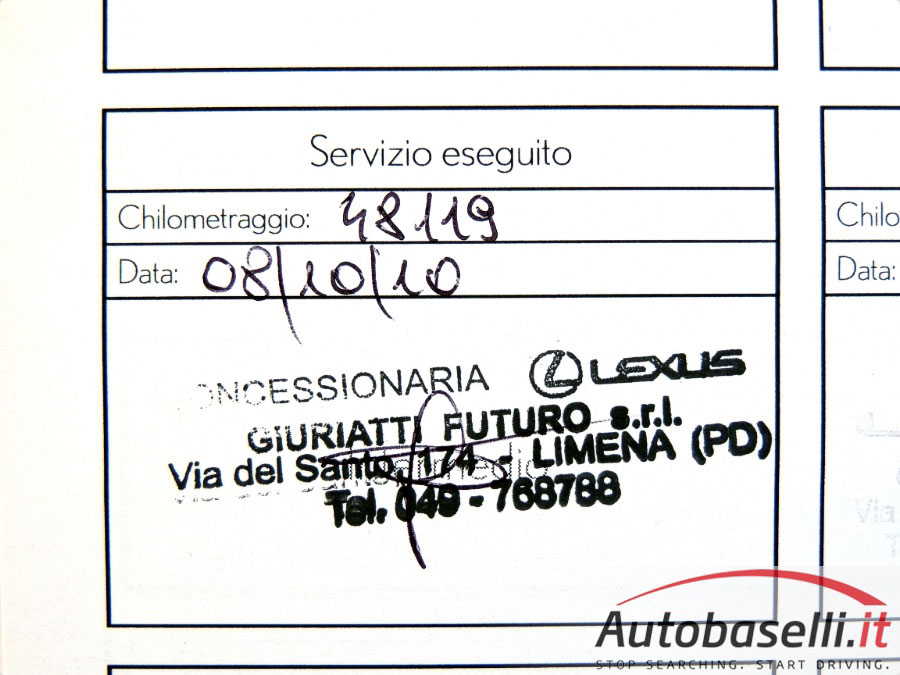 Servizio eseguito
Chilometraggio: 48119
Chilo
Data: 08/10/10
Data:
CONCESSIONARIA LEXUS
GIURIATTI FUTURO s.r.l.
Via del Santo, 174 - LIMENA (PD)
Tel. 049 - 768788
Via
Autobaselli.it
STOP SEARCHING. START DRIVING.